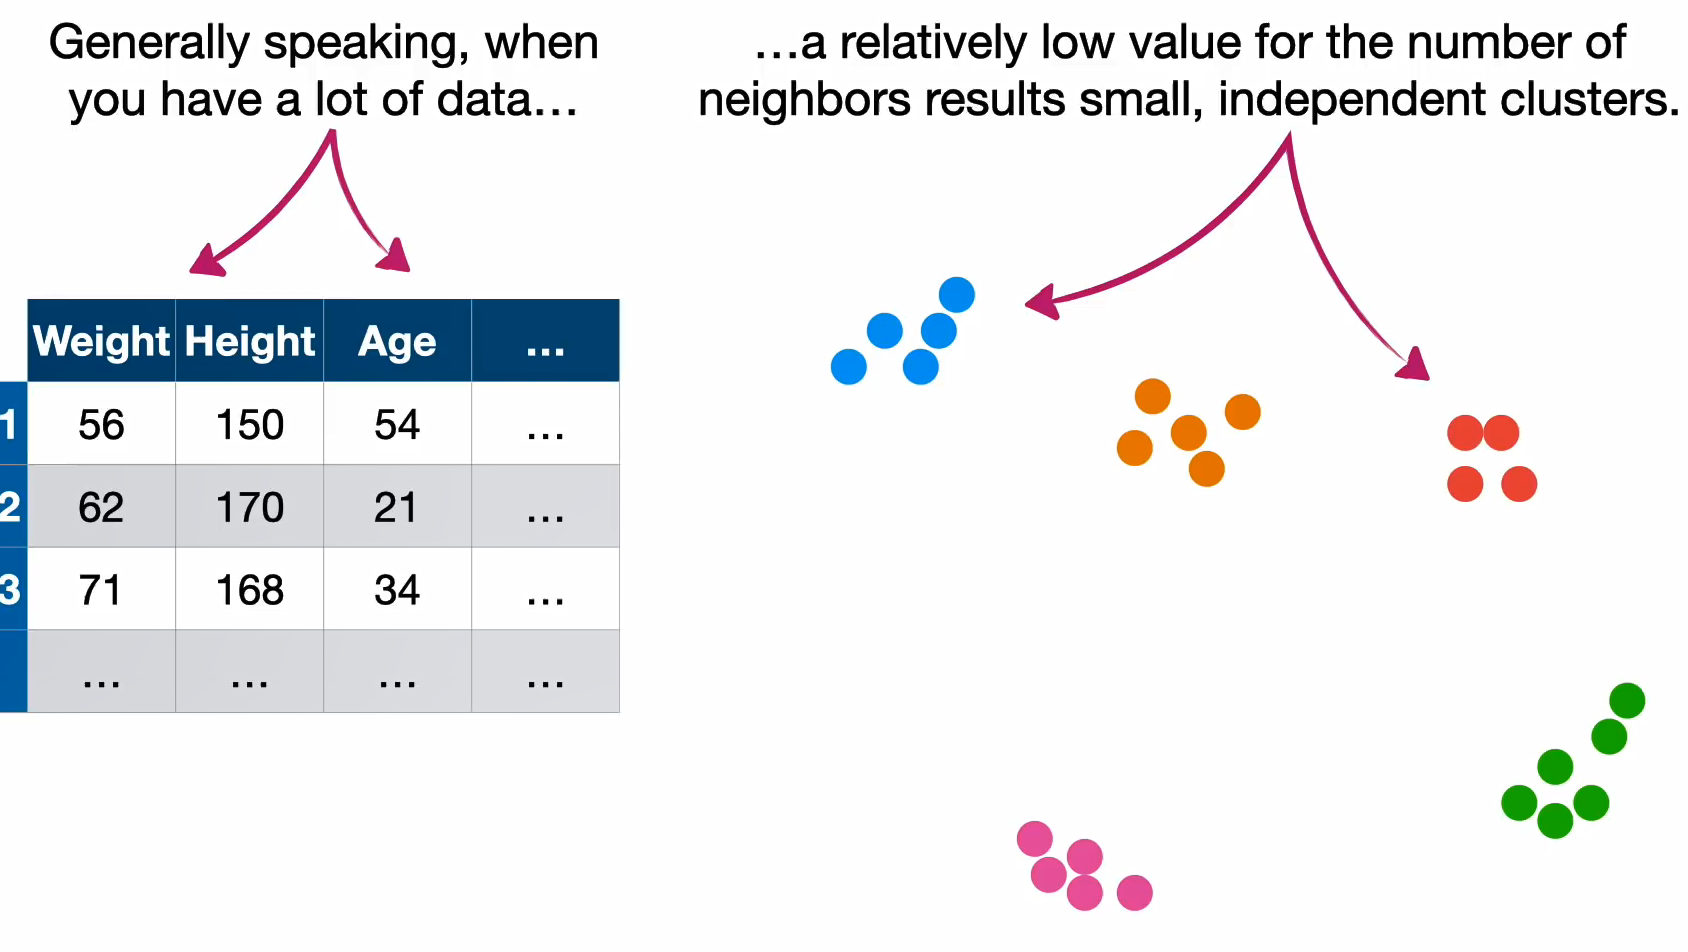 Generally speaking, when
you have a lot of data…
…a relatively low value for the number of
neighbors results small, independent clusters.
Weight Height Age …
1 56 150 54 …
2 62 170 21 …
3 71 168 34 …
… … … …